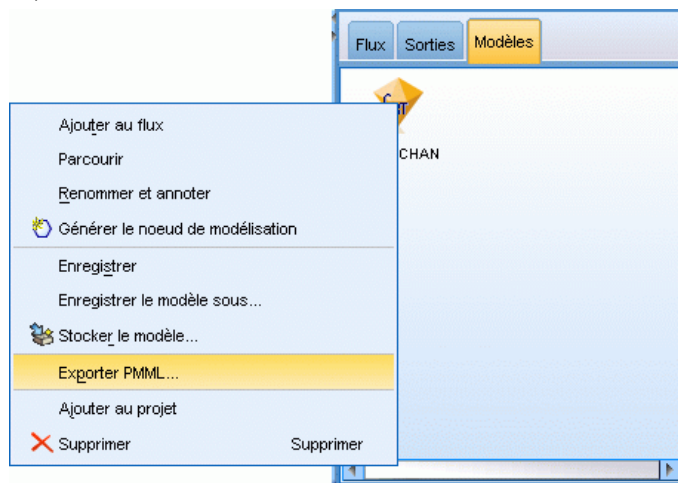 Flux Sorties Modèles
CHAN
Ajouter au flux
Parcourir
Renommer et annoter
Générer le noeud de modélisation
Enregistrer
Enregistrer le modèle sous...
Stocker le modèle...
Exporter PMML...
Ajouter au projet
Supprimer Supprimer